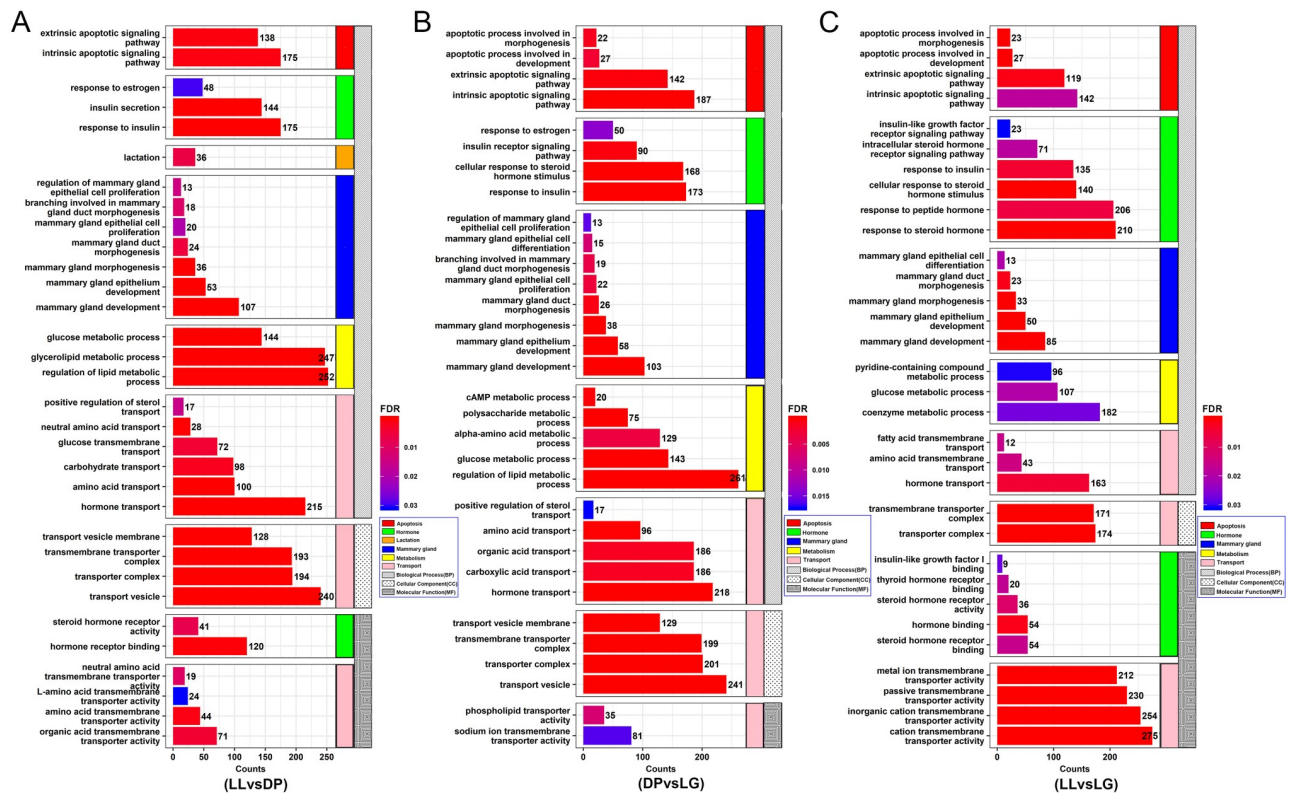 A
extrinsic apoptotic signaling
pathway
138
intrinsic apoptotic signaling
pathway
175
response to estrogen
48
insulin secretion
144
response to insulin
175
lactation
36
regulation of mammary gland
epithelial cell proliferation
13
branching involved in mammary
gland duct morphogenesis
18
mammary gland epithelial cell
proliferation
20
mammary gland duct
morphogenesis
24
mammary gland morphogenesis
36
mammary gland epithelium
development
53
mammary gland development
107
glucose metabolic process
144
glycerolipid metabolic process
247
regulation of lipid metabolic
process
252
positive regulation of sterol
transport
17
neutral amino acid transport
28
glucose transmembrane
transport
72
carbohydrate transport
98
amino acid transport
100
hormone transport
215
transport vesicle membrane
128
transmembrane transporter
complex
193
transporter complex
194
transport vesicle
240
steroid hormone receptor
activity
41
hormone receptor binding
120
neutral amino acid
transmembrane transporter
activity
19
L-amino acid transmembrane
transporter activity
24
amino acid transmembrane
transporter activity
44
organic acid transmembrane
transporter activity
71
0 50 100 150 200 250
Counts
(LLvsDP)
FDR
0.01
0.02
0.03
Apoptosis
Hormone
Lactation
Mammary gland
Metabolism
Transport
Biological Process(BP)
Cellular Component(CC)
Molecular Function(MF)
B
apoptotic process involved in
morphogenesis
22
apoptotic process involved in
development
27
extrinsic apoptotic signaling
pathway
142
intrinsic apoptotic signaling
pathway
187
response to estrogen
50
insulin receptor signaling
pathway
90
cellular response to steroid
hormone stimulus
168
response to insulin
173
regulation of mammary gland
epithelial cell proliferation
13
mammary gland epithelial cell
differentiation
15
branching involved in mammary
gland duct morphogenesis
19
mammary gland epithelial cell
proliferation
22
mammary gland duct
morphogenesis
26
mammary gland morphogenesis
38
mammary gland epithelium
development
58
mammary gland development
103
cAMP metabolic process
20
polysaccharide metabolic
process
75
alpha-amino acid metabolic
process
129
glucose metabolic process
143
regulation of lipid metabolic
process
261
positive regulation of sterol
transport
17
amino acid transport
96
organic acid transport
186
carboxylic acid transport
186
hormone transport
218
transport vesicle membrane
129
transmembrane transporter
complex
199
transporter complex
201
transport vesicle
241
phospholipid transporter
activity
35
sodium ion transmembrane
transporter activity
81
0 100 200
Counts
(DPvsLG)
FDR
0.005
0.010
0.015
Apoptosis
Hormone
Mammary gland
Metabolism
Transport
Biological Process(BP)
Cellular Component(CC)
Molecular Function(MF)
C
apoptotic process involved in
morphogenesis
23
apoptotic process involved in
development
27
extrinsic apoptotic signaling
pathway
119
intrinsic apoptotic signaling
pathway
142
insulin-like growth factor
receptor signaling pathway
23
intracellular steroid hormone
receptor signaling pathway
71
response to insulin
135
cellular response to steroid
hormone stimulus
140
response to peptide hormone
206
response to steroid hormone
210
mammary gland epithelial cell
differentiation
13
mammary gland duct
morphogenesis
23
mammary gland morphogenesis
33
mammary gland epithelium
development
50
mammary gland development
85
pyridine-containing compound
metabolic process
96
glucose metabolic process
107
coenzyme metabolic process
182
fatty acid transmembrane
transport
12
amino acid transmembrane
transport
43
hormone transport
163
transmembrane transporter
complex
171
transporter complex
174
insulin-like growth factor I
binding
9
thyroid hormone receptor
binding
20
steroid hormone receptor
activity
36
hormone binding
54
steroid hormone receptor
binding
54
metal ion transmembrane
transporter activity
212
passive transmembrane
transporter activity
230
inorganic cation transmembrane
transporter activity
254
cation transmembrane
transporter activity
275
0 100 200
Counts
(LLvsLG)
FDR
0.01
0.02
0.03
Apoptosis
Hormone
Mammary gland
Metabolism
Transport
Biological Process(BP)
Cellular Component(CC)
Molecular Function(MF)